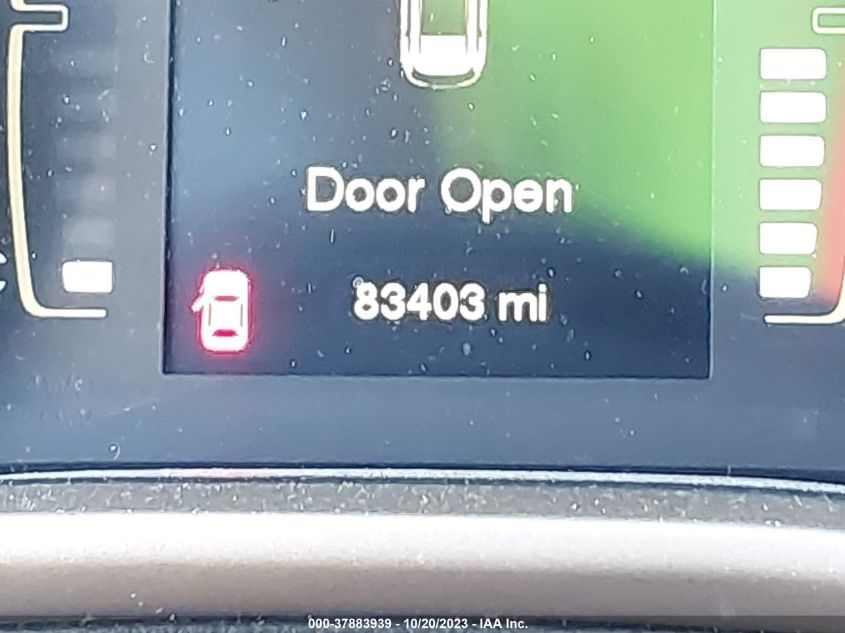 Door Open
83403 mi
000-37883939 - 10/20/2023 - IAA Inc.